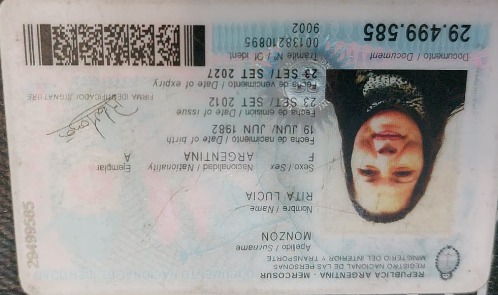 REPUBLICA ARGENTINA - MERCOSUR
REGISTRO NACIONAL DE LAS PERSONAS
MINISTERIO DEL INTERIOR Y TRANSPORTE
Apellido / Surname
MONZON
Nombre / Name
RITA LUCIA
Sexo / Sex Nacionalidad / Nationality Ejemplar
F ARGENTINA A
Fecha de nacimiento / Date of birth
19 JUN/ JUN 1982
Fecha de emisión / Date of issue
23 SET/ SET 2012
Fecha de vencimiento / Date of expiry
23 SET/ SET 2027
FIRMA IDENTIFICADO / SIGNATURE
Documento / Document
29.499.585
Trámite Nº / Of. ident
00138210895
9002
29499585